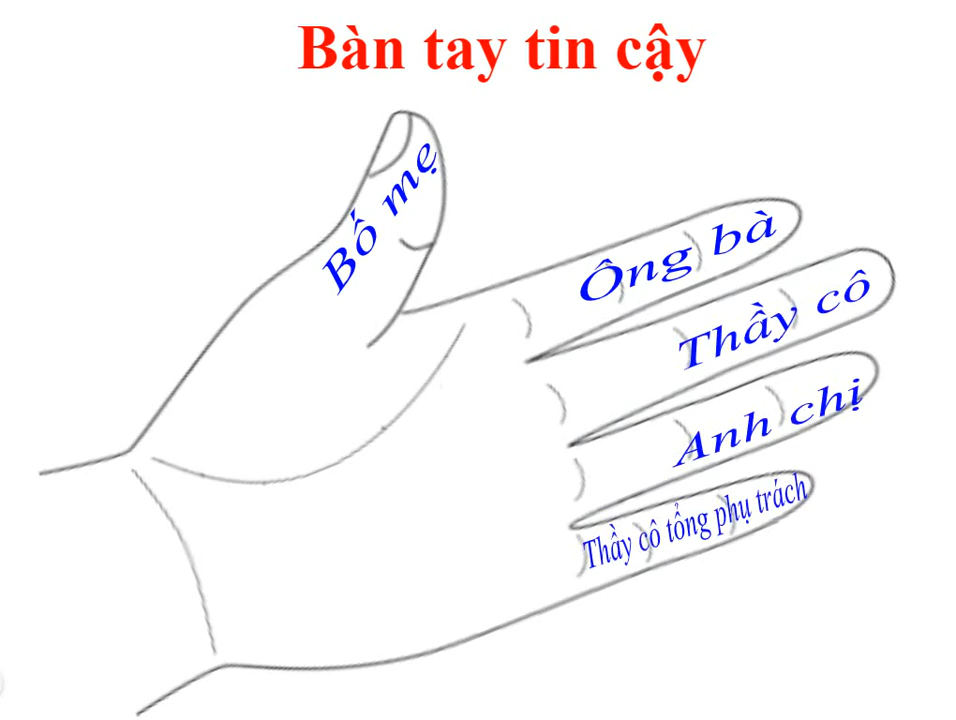 Bàn tay tin cậy
Bố mẹ
Ông bà
Thầy cô
Anh chị
Thầy cô tổng phụ trách